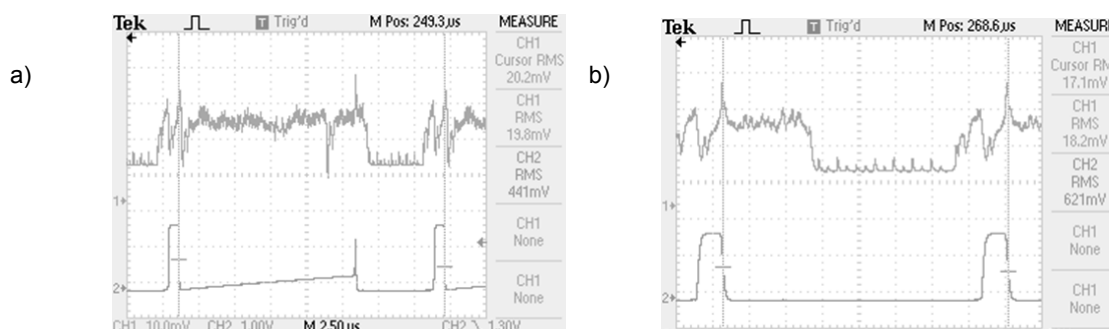 a)
Tek
T Trig'd
M Pos: 249.3µs
MEASURE
CH1
Cursor RMS
20.2mV
CH1
RMS
19.8mV
CH2
RMS
441mV
CH1
None
CH1
None
1
2
CH1 10.0mV
CH2 1.00V
M 2.50µs
CH2
1.30V
b)
Tek
T Trig'd
M Pos: 268.6µs
MEASUR
CH1
Cursor RM
17.1mV
CH1
RMS
18.2mV
CH2
RMS
621mV
CH1
None
CH1
None
1
2